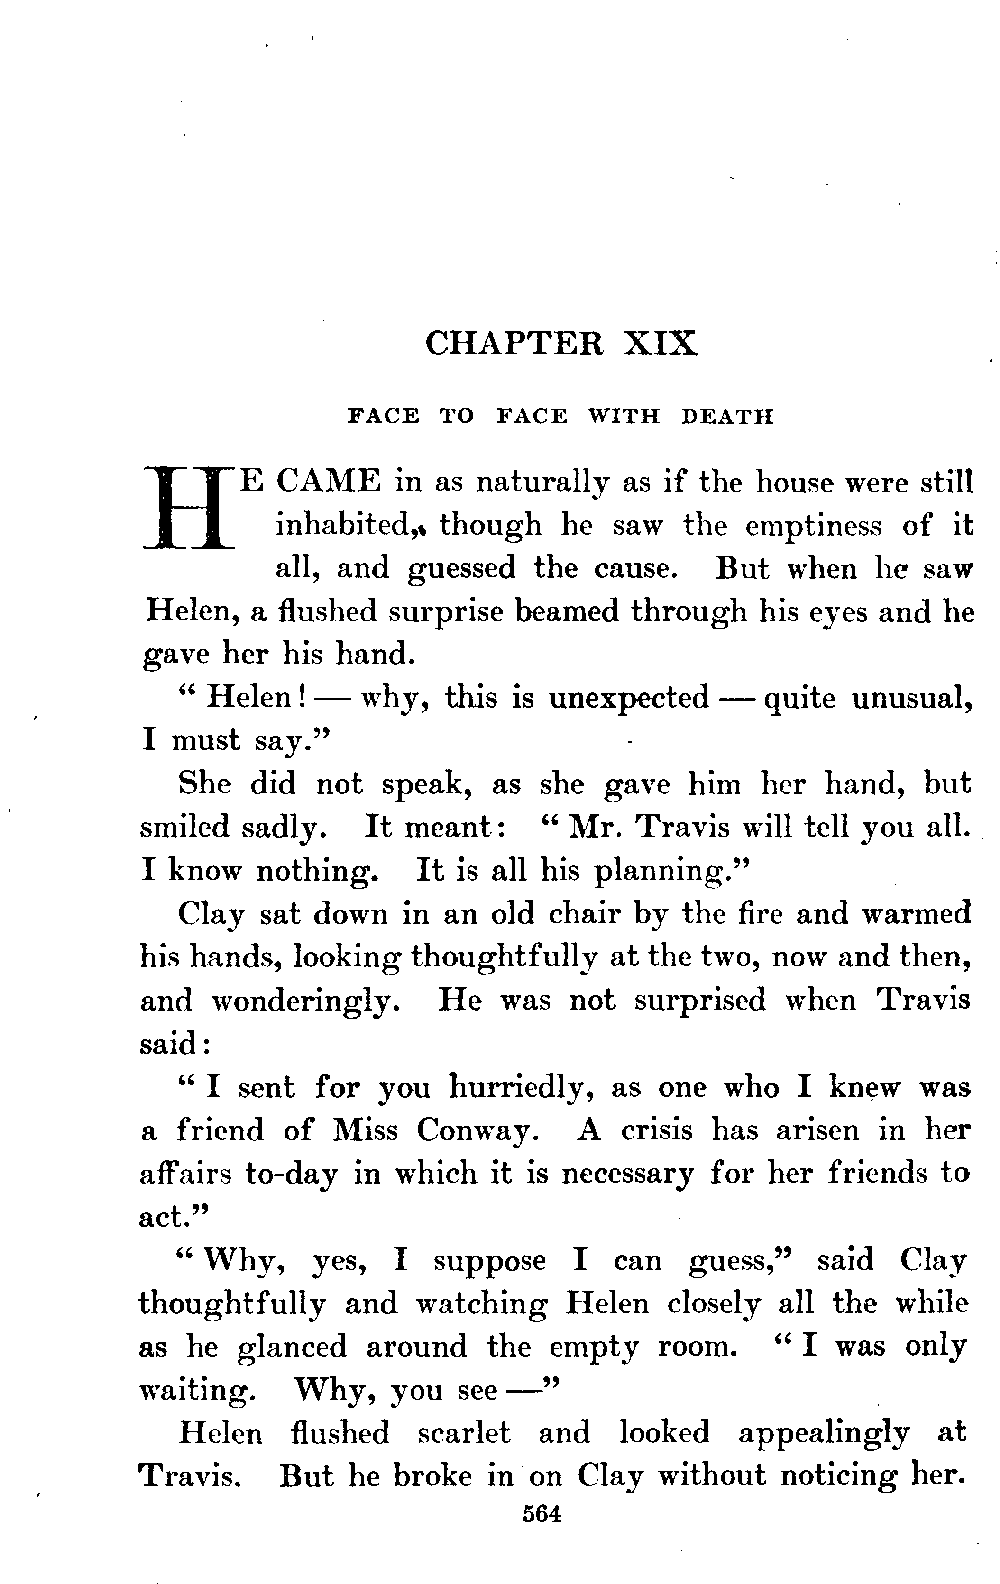 CHAPTER XIX
FACE TO FACE WITH DEATH
HE CAME in as naturally as if the house were still
inhabited, though he saw the emptiness of it
all, and guessed the cause. But when he saw
Helen, a flushed surprise beamed through his eyes and he
gave her his hand.
“ Helen! — why, this is unexpected — quite unusual,
I must say.”
She did not speak, as she gave him her hand, but
smiled sadly. It meant: “ Mr. Travis will tell you all.
I know nothing. It is all his planning.”
Clay sat down in an old chair by the fire and warmed
his hands, looking thoughtfully at the two, now and then,
and wonderingly. He was not surprised when Travis
said:
“ I sent for you hurriedly, as one who I knew was
a friend of Miss Conway. A crisis has arisen in her
affairs to-day in which it is necessary for her friends to
act.”
“ Why, yes, I suppose I can guess,” said Clay
thoughtfully and watching Helen closely all the while
as he glanced around the empty room. “ I was only
waiting. Why, you see —”
Helen flushed scarlet and looked appealingly at
Travis. But he broke in on Clay without noticing her.
564